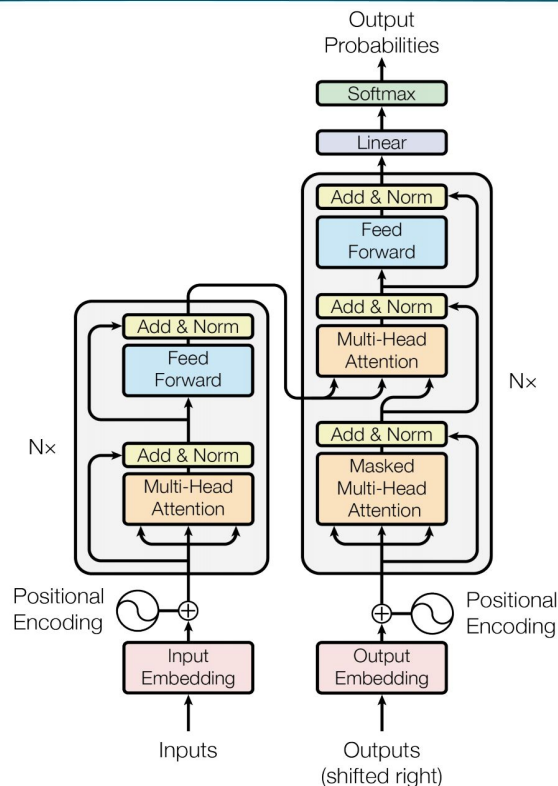 Output
Probabilities
Softmax
Linear
Add & Norm
Feed
Forward
Add & Norm
Multi-Head
Attention
Add & Norm
Masked
Multi-Head
Attention
N×
Add & Norm
Feed
Forward
Add & Norm
Multi-Head
Attention
N×
Positional
Encoding
Positional
Encoding
Input
Embedding
Output
Embedding
Inputs
Outputs
(shifted right)